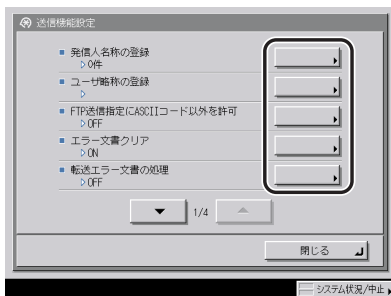 送信機能設定
発信人名称の登録
0件
ユーザ略称の登録
FTP送信指定にASCIIコード以外を許可
OFF
エラー文書クリア
ON
転送エラー文書の処理
OFF
1/4
閉じる
システム状況/中止